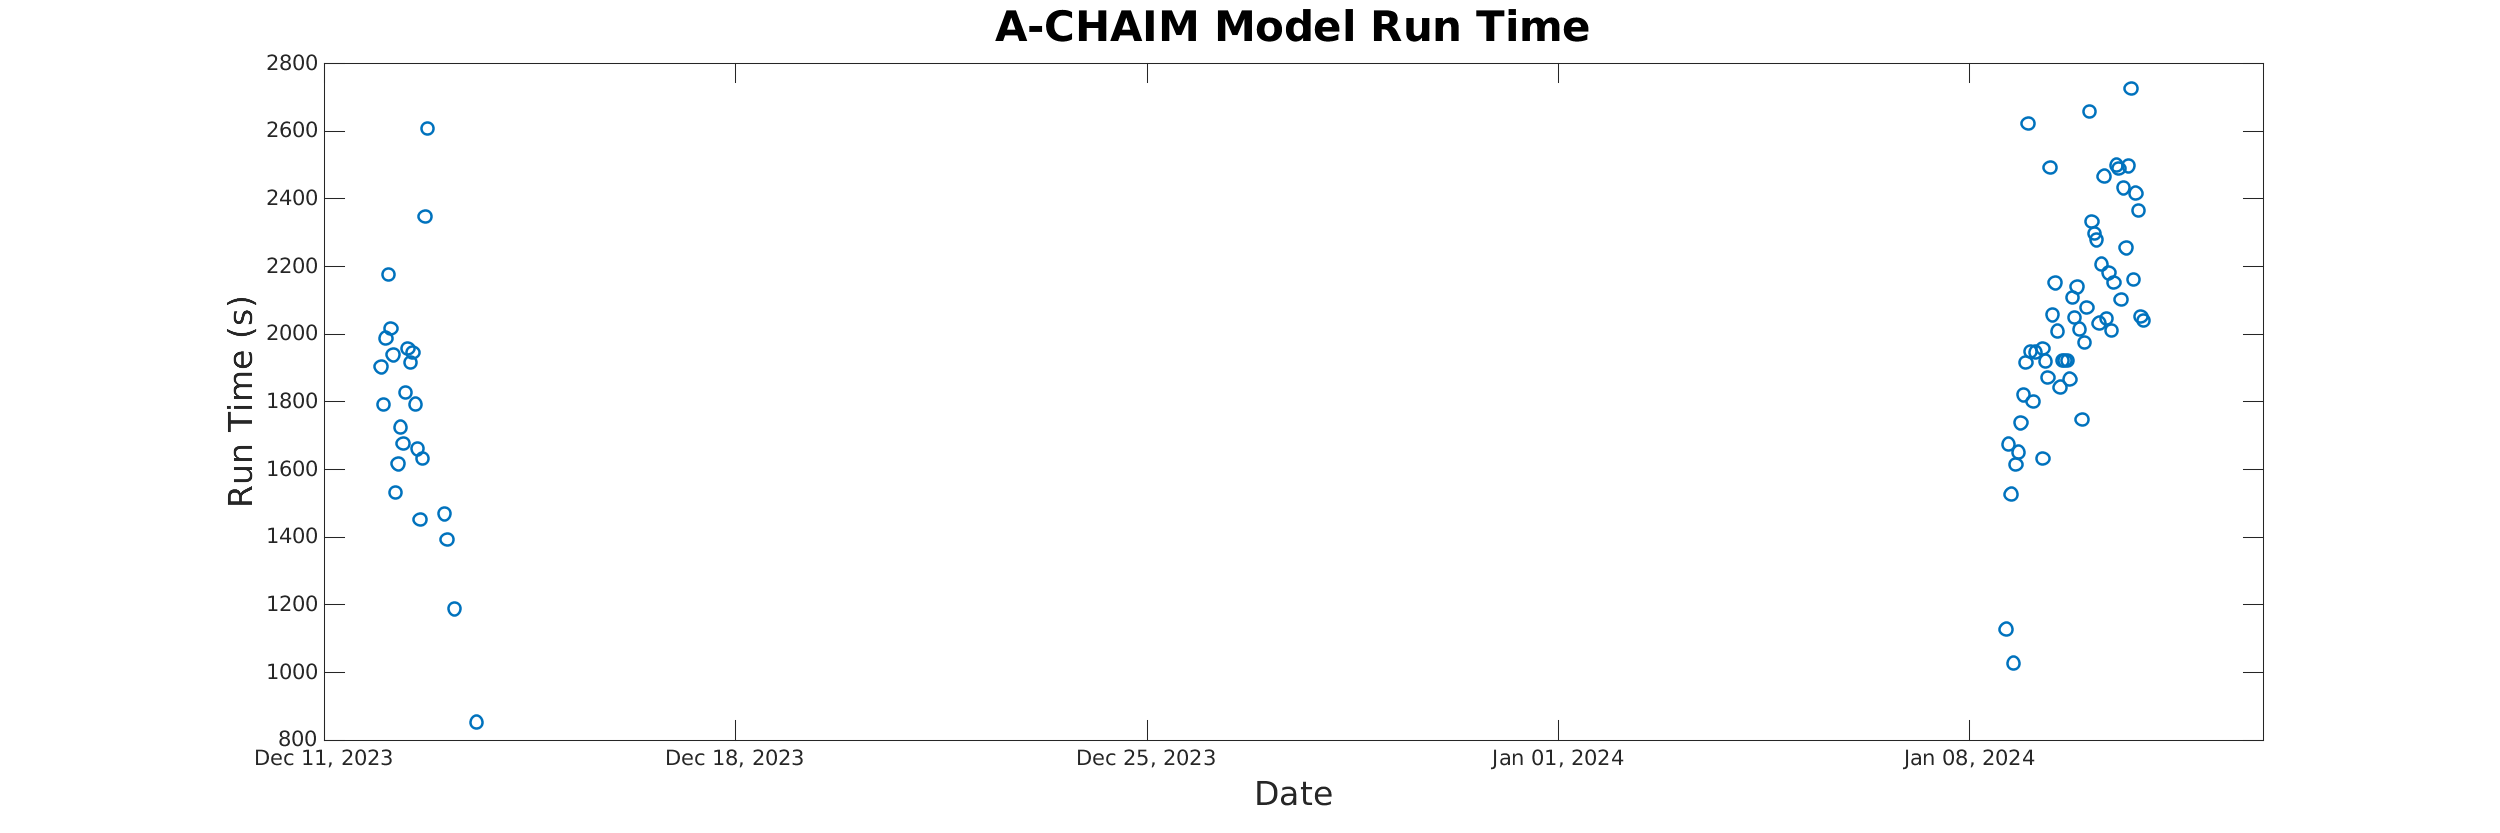 A-CHAIM Model Run Time
2800
2600
2400
2200
2000
1800
1600
1400
1200
1000
800
Run Time (s)
Dec 11, 2023 Dec 18, 2023 Dec 25, 2023 Jan 01, 2024 Jan 08, 2024
Date